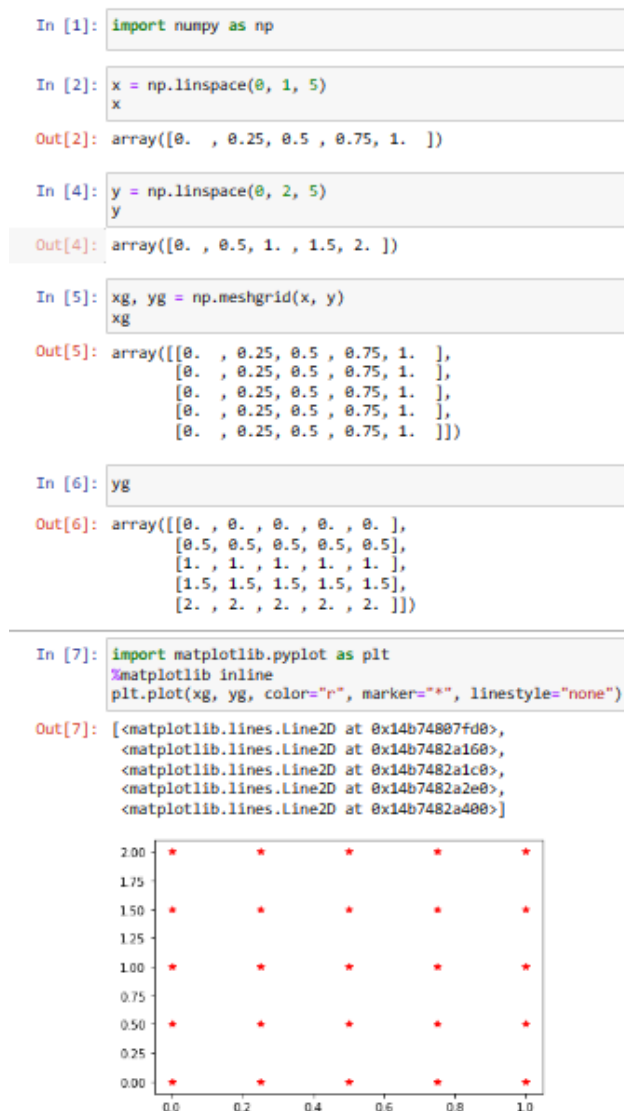 In [1]: import numpy as np
In [2]: x = np.linspace(0, 1, 5)
x
Out[2]: array([0.  , 0.25, 0.5 , 0.75, 1.  ])
In [4]: y = np.linspace(0, 2, 5)
y
Out[4]: array([0. , 0.5, 1. , 1.5, 2. ])
In [5]: xg, yg = np.meshgrid(x, y)
xg
Out[5]: array([[0.  , 0.25, 0.5 , 0.75, 1.  ],
[0.  , 0.25, 0.5 , 0.75, 1.  ],
[0.  , 0.25, 0.5 , 0.75, 1.  ],
[0.  , 0.25, 0.5 , 0.75, 1.  ],
[0.  , 0.25, 0.5 , 0.75, 1.  ]])
In [6]: yg
Out[6]: array([[0. , 0. , 0. , 0. , 0. ],
[0.5, 0.5, 0.5, 0.5, 0.5],
[1. , 1. , 1. , 1. , 1. ],
[1.5, 1.5, 1.5, 1.5, 1.5],
[2. , 2. , 2. , 2. , 2. ]])
In [7]: import matplotlib.pyplot as plt
%matplotlib inline
plt.plot(xg, yg, color="r", marker="*", linestyle="none")
Out[7]: [<matplotlib.lines.Line2D at 0x14b74807fd0>,
<matplotlib.lines.Line2D at 0x14b7482a160>,
<matplotlib.lines.Line2D at 0x14b7482a1c0>,
<matplotlib.lines.Line2D at 0x14b7482a2e0>,
<matplotlib.lines.Line2D at 0x14b7482a400>]
2.00
1.75
1.50
1.25
1.00
0.75
0.50
0.25
0.00
0.0 0.2 0.4 0.6 0.8 1.0